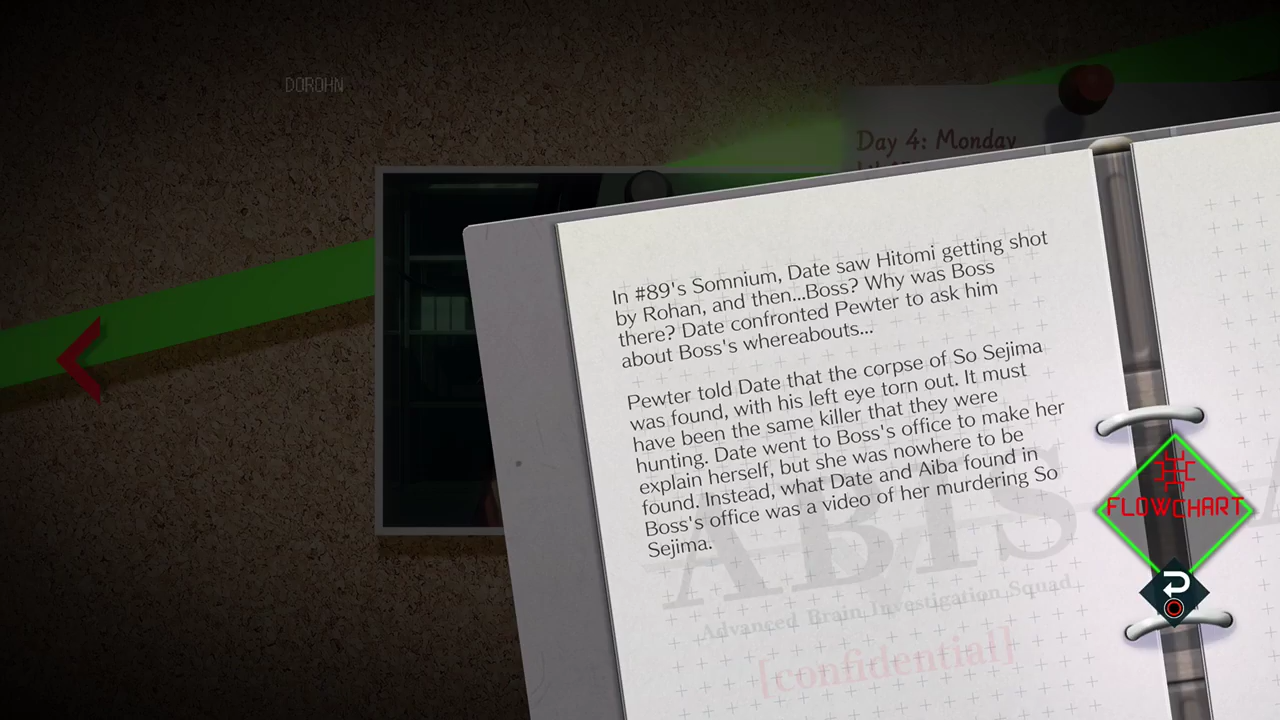 DOROHN
Day 4: Monday
In #89's Somnium, Date saw Hitomi getting shot
by Rohan, and then...Boss? Why was Boss
there? Date confronted Pewter to ask him
about Boss's whereabouts...
Pewter told Date that the corpse of So Sejima
was found, with his left eye torn out. It must
have been the same killer that they were
hunting. Date went to Boss's office to make her
explain herself, but she was nowhere to be
found. Instead, what Date and Aiba found in
Boss's office was a video of her murdering So
Sejima.
ABIS
Advanced Brain Investigation Squad
[confidential]
FLOWCHART